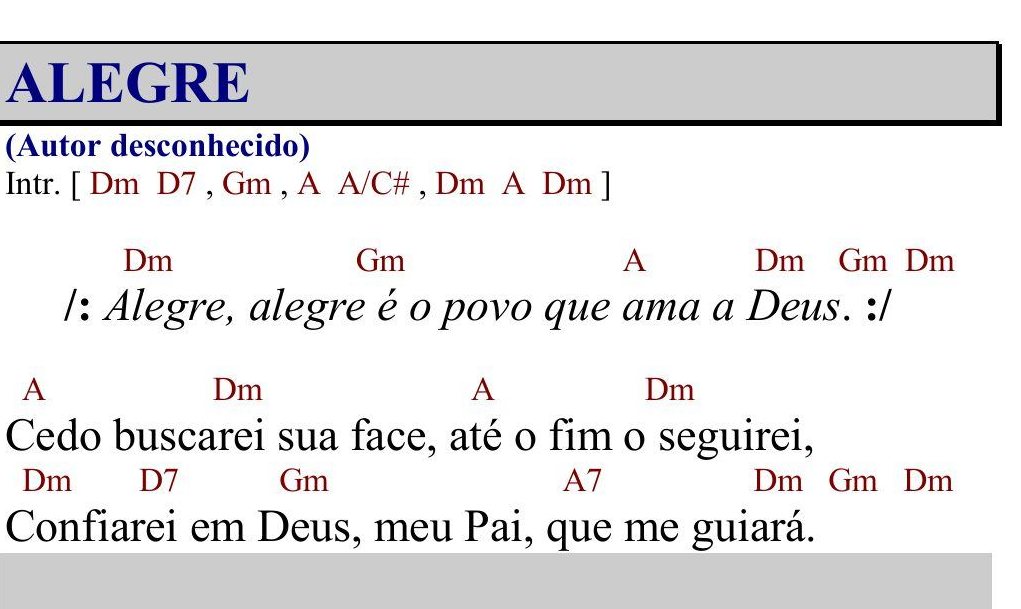 ALEGRE
(Autor desconhecido)
Intr. [ Dm D7 , Gm , A A/C# , Dm A Dm ]
Dm Gm A Dm Gm Dm
/: Alegre, alegre é o povo que ama a Deus. :/
A Dm A Dm
Cedo buscarei sua face, até o fim o seguirei,
Dm D7 Gm A7 Dm Gm Dm
Confiarei em Deus, meu Pai, que me guiará.